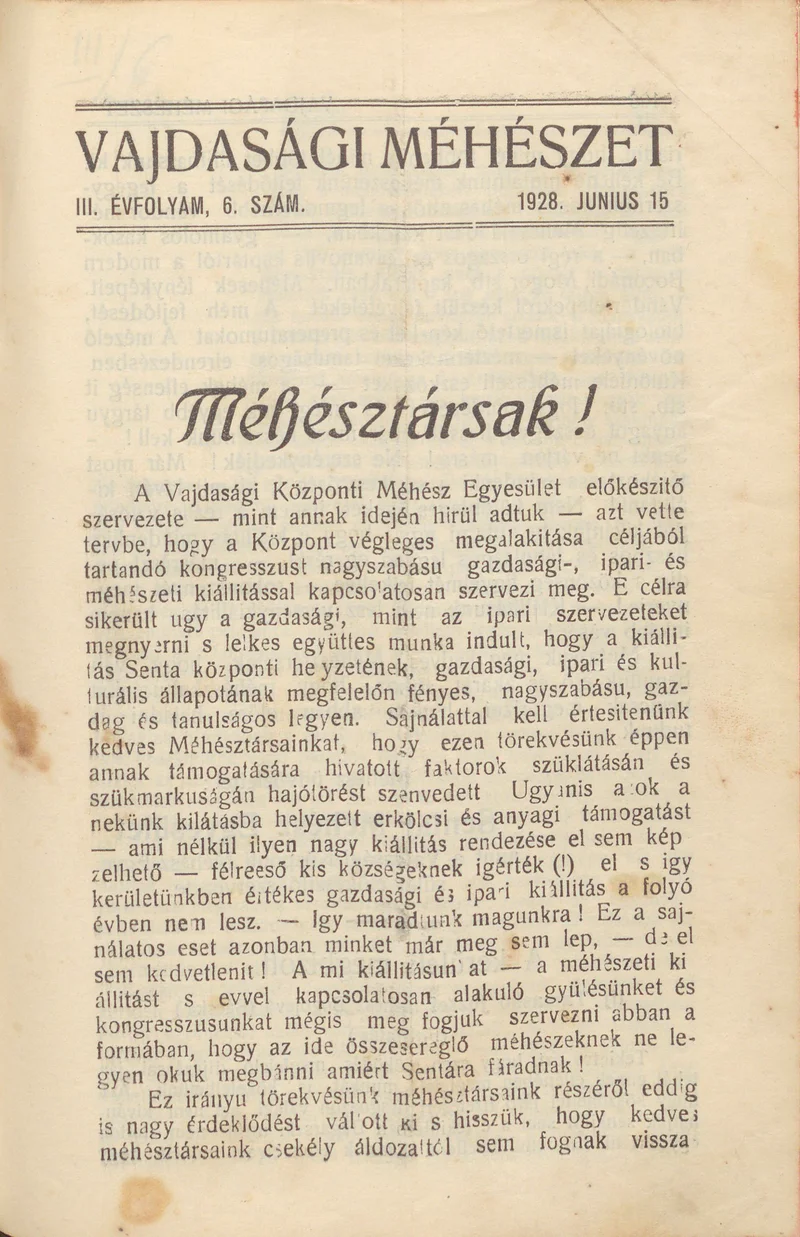 VAJDASÁGI MÉHÉSZET
III. ÉVFOLYAM, 6. SZÁM. 1928. JUNIUS 15
Méhésztársak!
A Vajdasági Központi Méhész Egyesület előkészitő
szervezete — mint annak idején hirül adtuk — azt vette
tervbe, hogy a Központ végleges megalakitása céljából
tartandó kongresszust nagyszabásu gazdasági-, ipari- és
méhészeti kiállitással kapcsolatosan szervezi meg. E célra
sikerült ugy a gazdasági, mint az ipari szervezeteket
megnyerni s lelkes együttes munka indult, hogy a kiálli-
tás Senta központi helyzetének, gazdasági, ipari és kul-
turális állapotának megfelelőn fényes, nagyszabásu, gaz-
dag és tanulságos legyen. Sajnálattal kell értesitenünk
kedves Méhésztársainkat, hogy ezen törekvésünk éppen
annak támogatására hivatott faktorok szüklátásán és
szükmarkuságán hajótörést szenvedett Ugyanis azok a
nekünk kilátásba helyezett erkölcsi és anyagi támogatást
— ami nélkül ilyen nagy kiállitás rendezése el sem kép
zelhető — félreeső kis községeknek igérték (!) el s igy
kerületünkben értékes gazdasági és ipari kiállitás a folyó
évben nem lesz. — Igy maradtunk magunkra! Ez a saj-
nálatos eset azonban minket már meg sem lep, — de el
sem kedvetlenit! A mi kiállitásunkat — a méhészeti ki
állitást s evvel kapcsolatosan alakuló gyülésünket és
kongresszusunkat mégis meg fogjuk szervezni abban a
formában, hogy az ide összesereglő méhészeknek ne le-
gyen okuk megbánni amiért Sentára fáradnak!
Ez irányu törekvésünk méhésztársaink részéről eddig
is nagy érdeklődést váltott ki s hisszük, hogy kedves
méhésztársaink csekély áldozattól sem fognak vissza